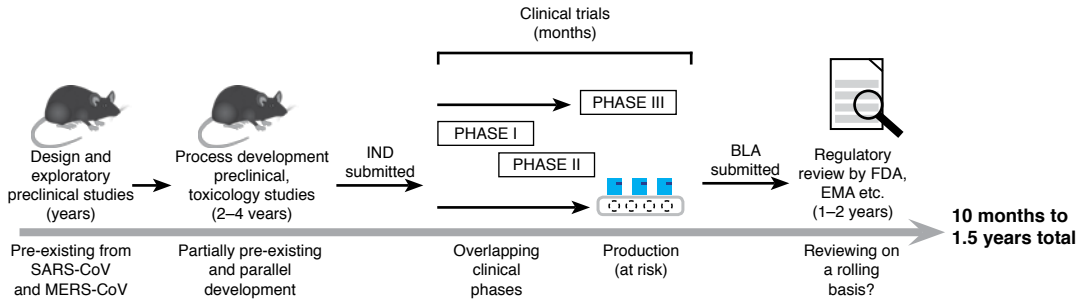 Clinical trials
(months)
PHASE III
PHASE I
PHASE II
Design and
exploratory
preclinical studies
(years)
Process development
preclinical,
toxicology studies
(2–4 years)
IND
submitted
BLA
submitted
Regulatory
review by FDA,
EMA etc.
(1–2 years)
10 months to
1.5 years total
Pre-existing from
SARS-CoV
and MERS-CoV
Partially pre-existing
and parallel
development
Overlapping
clinical
phases
Production
(at risk)
Reviewing on
a rolling
basis?